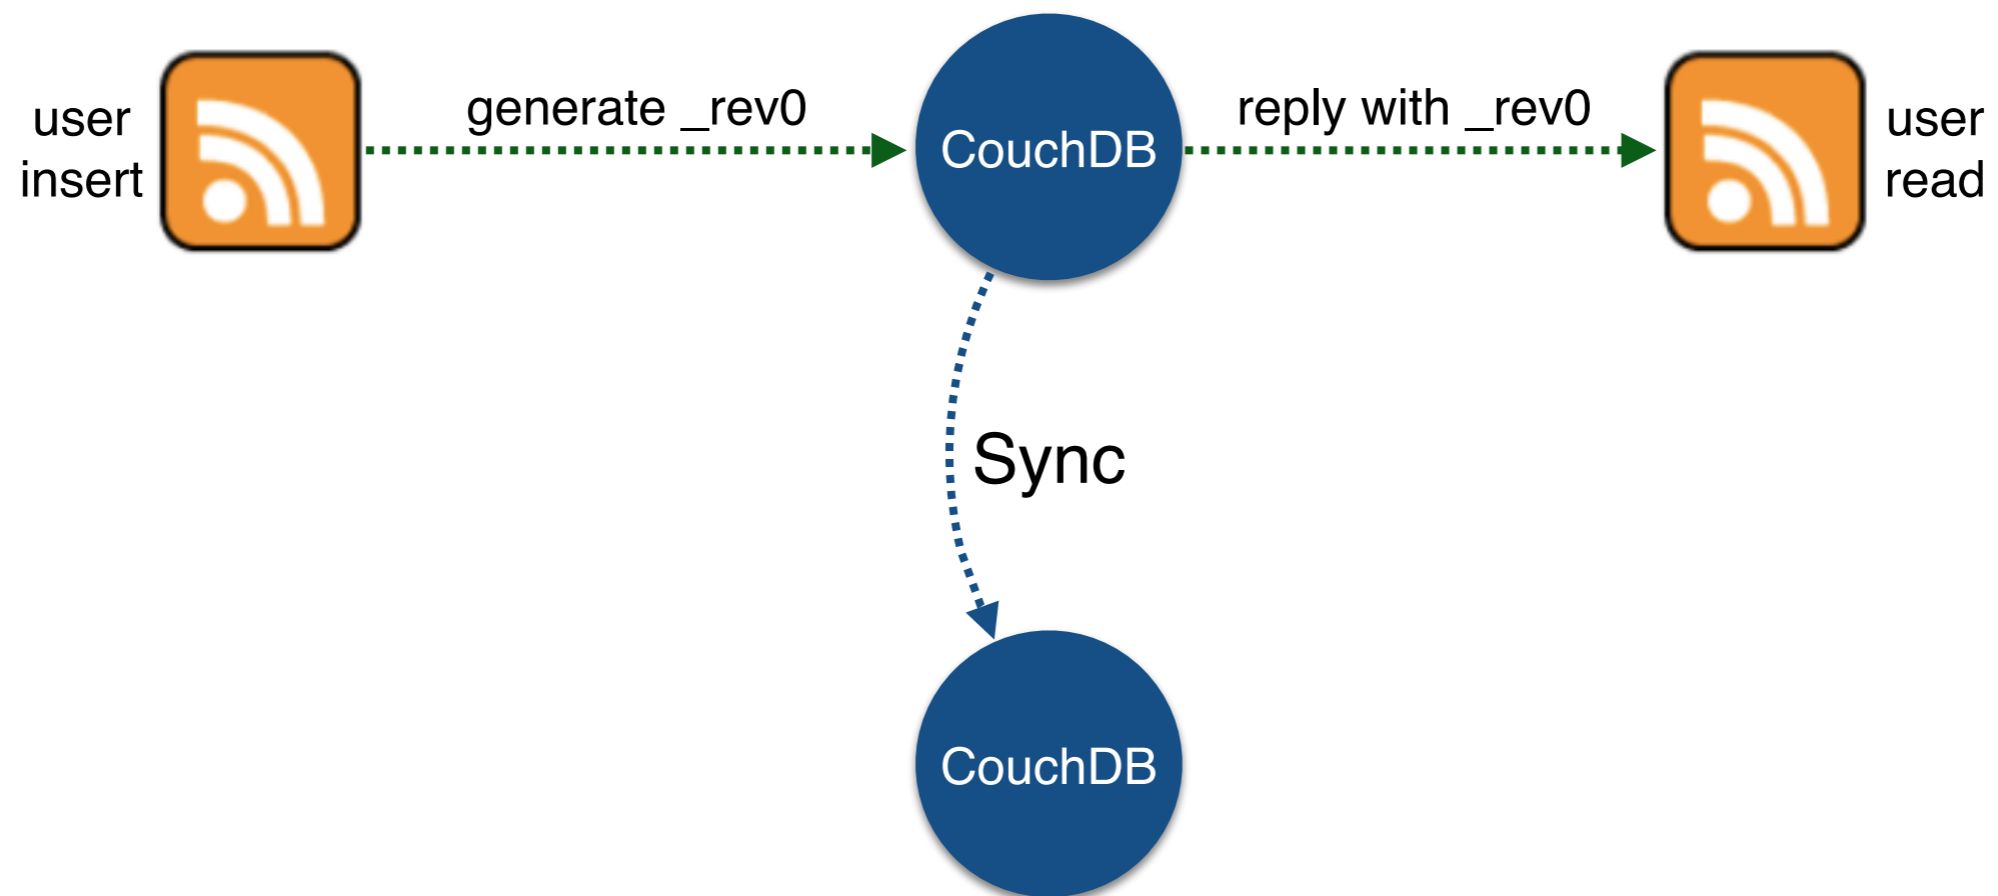 user
insert
generate _rev0
CouchDB
reply with _rev0
user
read
Sync
CouchDB